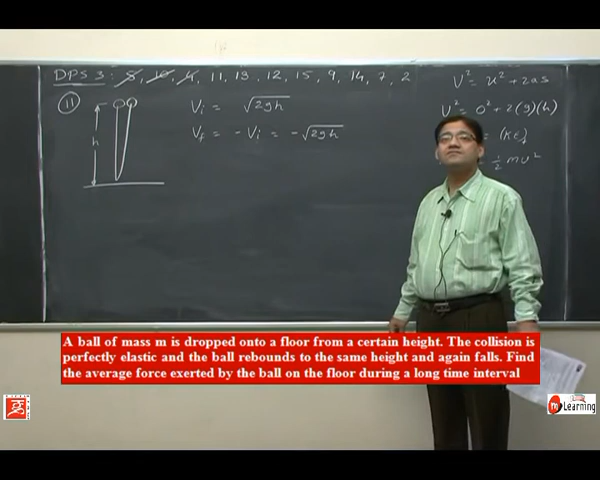 DPS 3: 8, 10, 4, 11, 13, 12, 15, 9, 14, 7, 2
V² = u² + 2as
11
Vi = √2gh
V² = 0² + 2(g)(h)
h
Vf = -Vi = -√2gh
= (KE)f
½ mv²
A ball of mass m is dropped onto a floor from a certain height. The collision is
perfectly elastic and the ball rebounds to the same height and again falls. Find
the average force exerted by the ball on the floor during a long time interval
m Learning